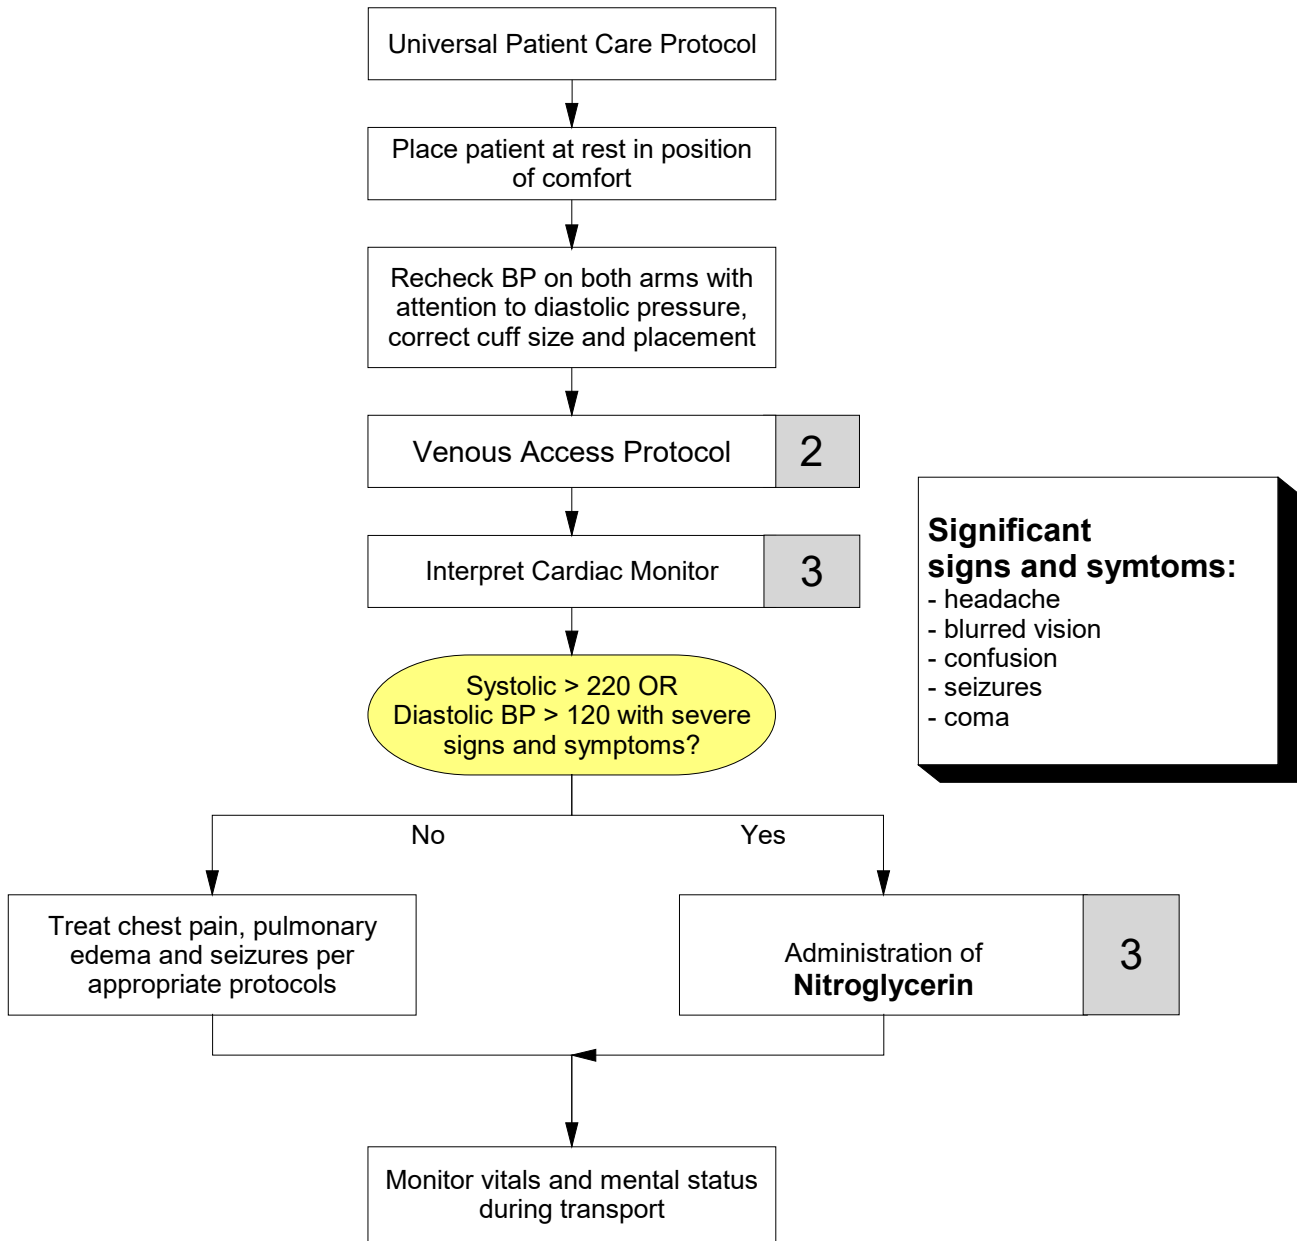 Universal Patient Care Protocol
Place patient at rest in position
of comfort
Recheck BP on both arms with
attention to diastolic pressure,
correct cuff size and placement
Venous Access Protocol
2
Interpret Cardiac Monitor
3
Significant
signs and symtoms:
- headache
- blurred vision
- confusion
- seizures
- coma
Systolic > 220 OR
Diastolic BP > 120 with severe
signs and symptoms?
No
Yes
Treat chest pain, pulmonary
edema and seizures per
appropriate protocols
Administration of
Nitroglycerin
3
Monitor vitals and mental status
during transport